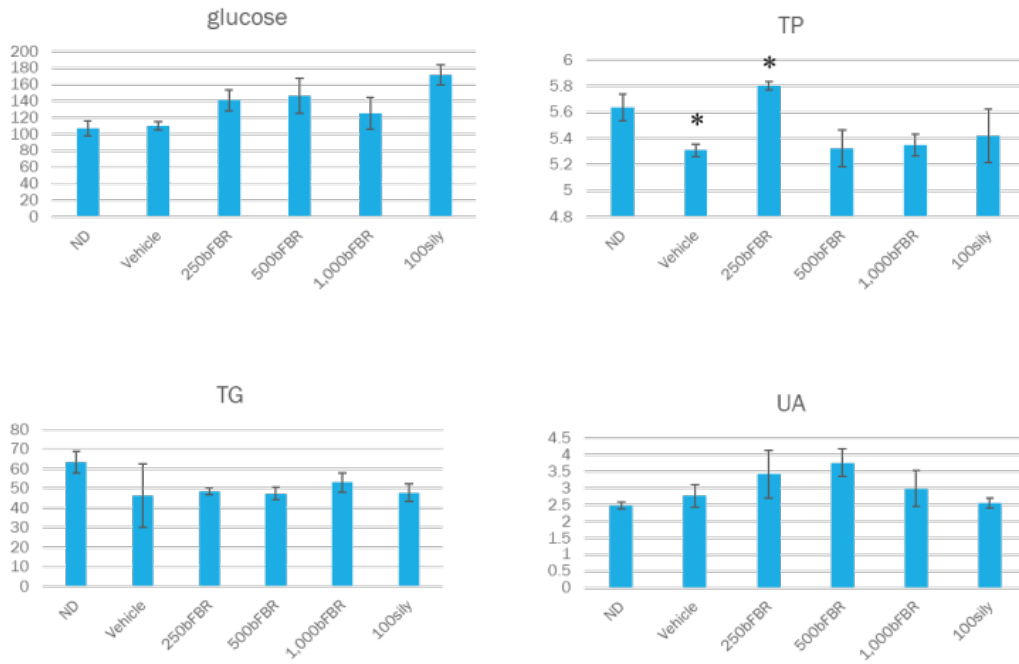 glucose
200
180
160
140
120
100
80
60
40
20
0
ND
Vehicle
250bFBR
500bFBR
1,000bFBR
100sily
TP
6
5.8
5.6
5.4
5.2
5
4.8
*
*
ND
Vehicle
250bFBR
500bFBR
1,000bFBR
100sily
TG
80
70
60
50
40
30
20
10
0
ND
Vehicle
250bFBR
500bFBR
1,000bFBR
100sily
UA
4.5
4
3.5
3
2.5
2
1.5
1
0.5
0
ND
Vehicle
250bFBR
500bFBR
1,000bFBR
100sily